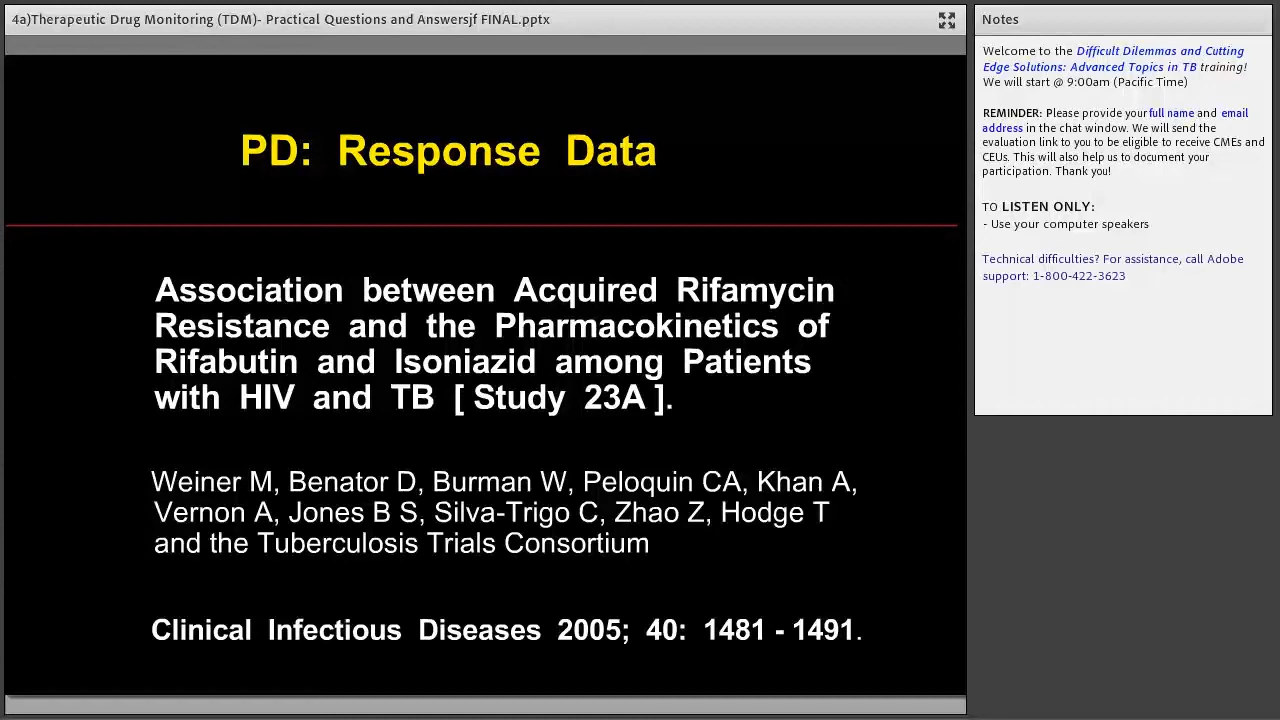 4a)Therapeutic Drug Monitoring (TDM)- Practical Questions and Answersjf FINAL.pptx
PD: Response Data
Association between Acquired Rifamycin
Resistance and the Pharmacokinetics of
Rifabutin and Isoniazid among Patients
with HIV and TB [ Study 23A ].
Weiner M, Benator D, Burman W, Peloquin CA, Khan A,
Vernon A, Jones B S, Silva-Trigo C, Zhao Z, Hodge T
and the Tuberculosis Trials Consortium
Clinical Infectious Diseases 2005; 40: 1481 - 1491.
Notes
Welcome to the Difficult Dilemmas and Cutting
Edge Solutions: Advanced Topics in TB training!
We will start @ 9:00am (Pacific Time)
REMINDER: Please provide your full name and email
address in the chat window. We will send the
evaluation link to you to be eligible to receive CMEs and
CEUs. This will also help us to document your
participation. Thank you!
TO LISTEN ONLY:
- Use your computer speakers
Technical difficulties? For assistance, call Adobe
support: 1-800-422-3623